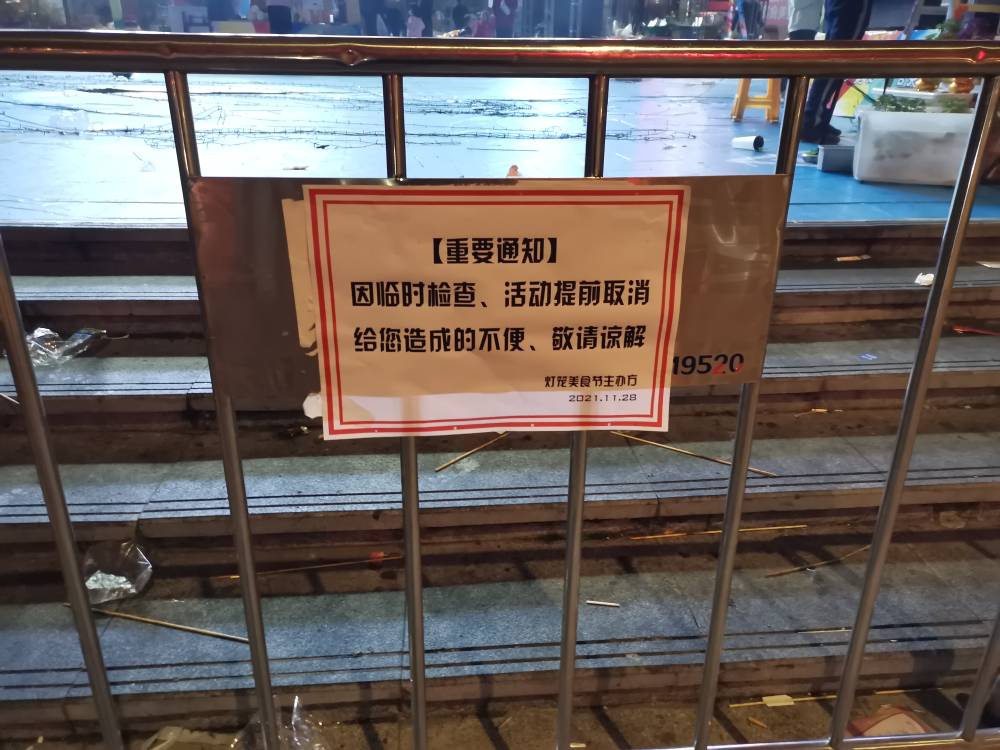 【重要通知】
因临时检查、活动提前取消
给您造成的不便、敬请谅解
灯笼美食节主办方
2021.11.28
19520